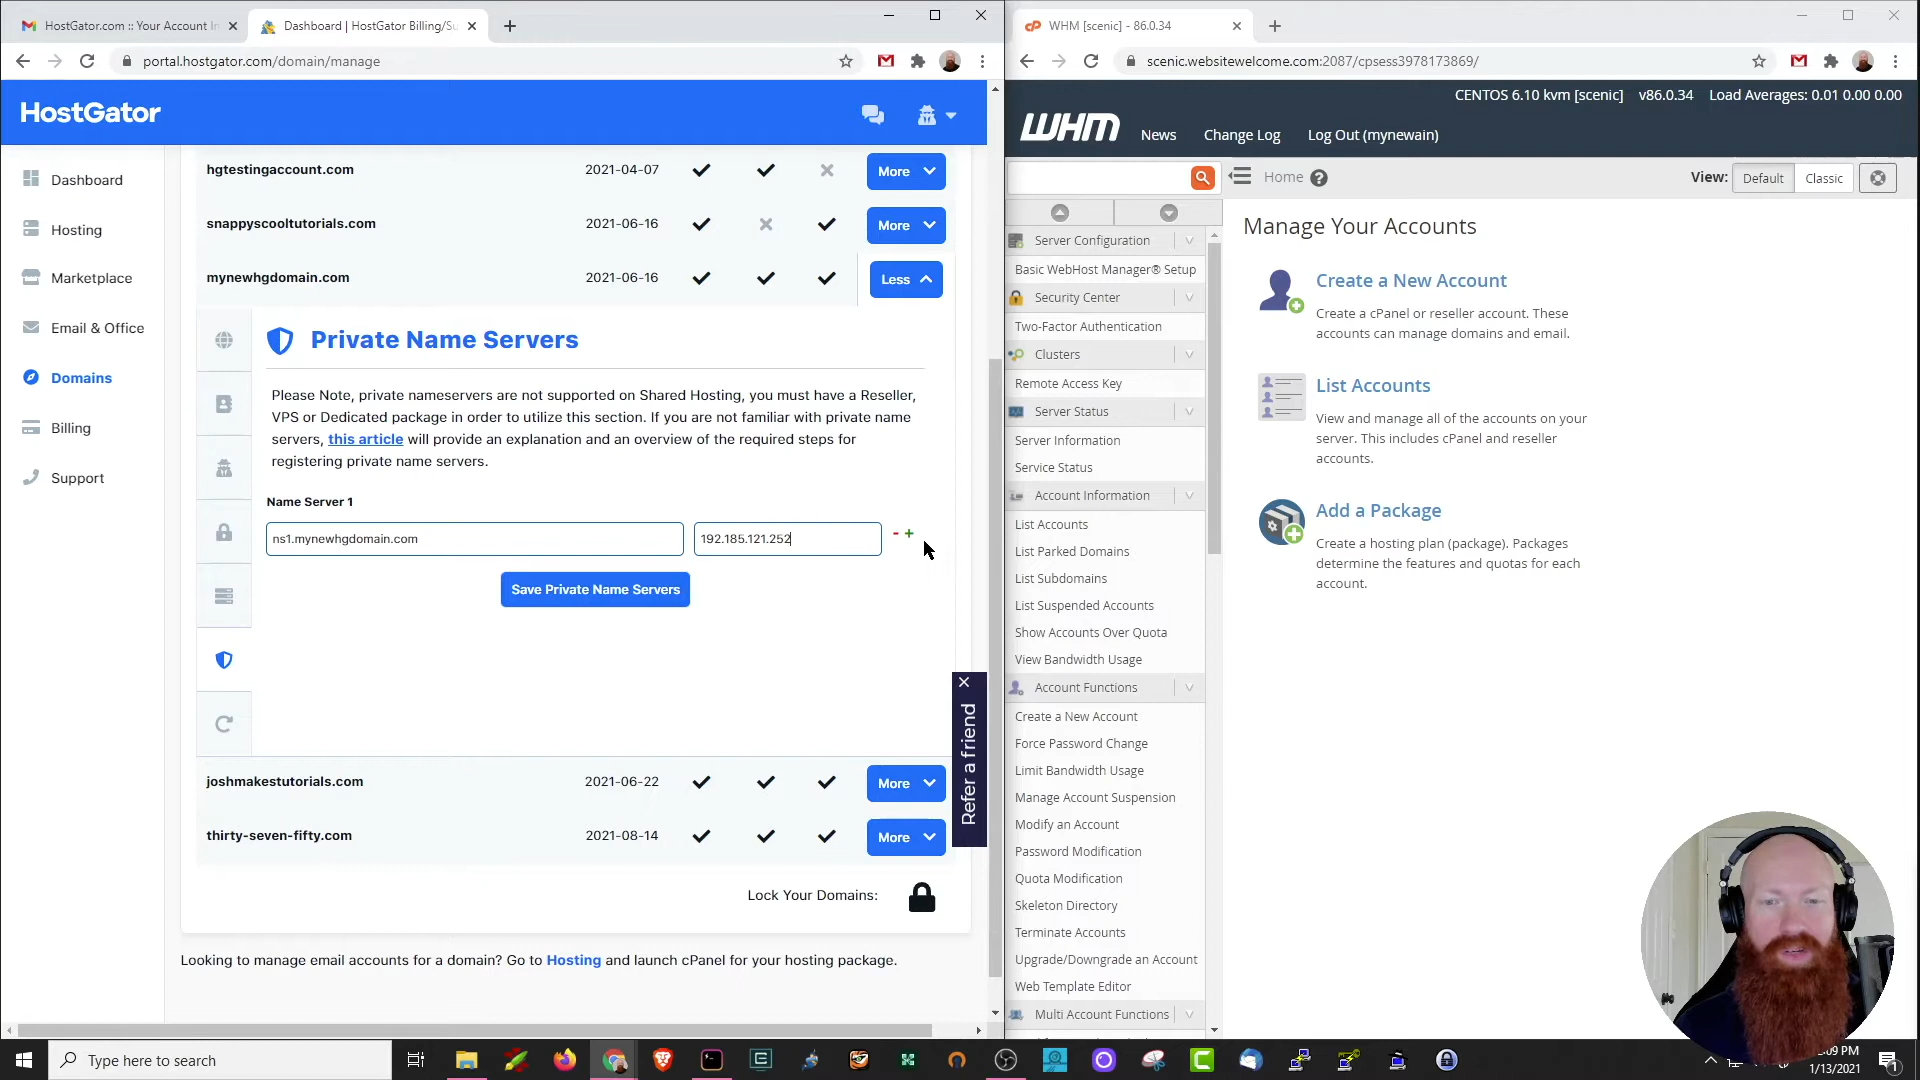 HostGator.com :: Your Account In
Dashboard | HostGator Billing/Su
portal.hostgator.com/domain/manage
HostGator
Dashboard
Hosting
Marketplace
Email & Office
Domains
Billing
Support
hgtestingaccount.com 2021-04-07 More
snappyscooltutorials.com 2021-06-16 More
mynewhgdomain.com 2021-06-16 Less
Private Name Servers
Please Note, private nameservers are not supported on Shared Hosting, you must have a Reseller,
VPS or Dedicated package in order to utilize this section. If you are not familiar with private name
servers, this article will provide an explanation and an overview of the required steps for
registering private name servers.
Name Server 1
ns1.mynewhgdomain.com 192.185.121.252 - +
Save Private Name Servers
Refer a friend
joshmakestutorials.com 2021-06-22 More
thirty-seven-fifty.com 2021-08-14 More
Lock Your Domains:
Looking to manage email accounts for a domain? Go to Hosting and launch cPanel for your hosting package.
WHM [scenic] - 86.0.34
scenic.websitewelcome.com:2087/cpsess3978173869/
CENTOS 6.10 kvm [scenic] v86.0.34 Load Averages: 0.01 0.00 0.00
WHM News Change Log Log Out (mynewain)
Home View: Default Classic
Server Configuration
Basic WebHost Manager® Setup
Security Center
Two-Factor Authentication
Clusters
Remote Access Key
Server Status
Server Information
Service Status
Account Information
List Accounts
List Parked Domains
List Subdomains
List Suspended Accounts
Show Accounts Over Quota
View Bandwidth Usage
Account Functions
Create a New Account
Force Password Change
Limit Bandwidth Usage
Manage Account Suspension
Modify an Account
Password Modification
Quota Modification
Skeleton Directory
Terminate Accounts
Upgrade/Downgrade an Account
Web Template Editor
Multi Account Functions
Manage Your Accounts
Create a New Account
Create a cPanel or reseller account. These
accounts can manage domains and email.
List Accounts
View and manage all of the accounts on your
server. This includes cPanel and reseller
accounts.
Add a Package
Create a hosting plan (package). Packages
determine the features and quotas for each
account.
Type here to search
:09 PM
1/13/2021